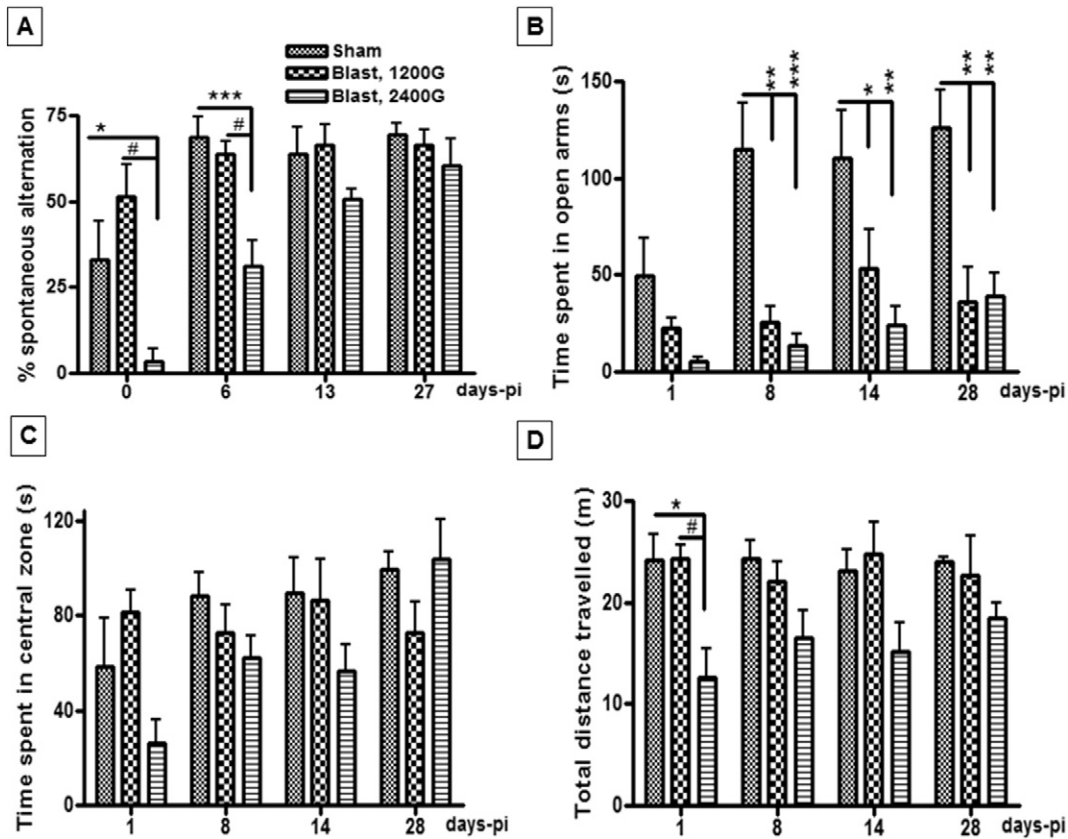 A
Sham
Blast, 1200G
Blast, 2400G
% spontaneous alternation
75
50
25
0
*
#
***
#
0 6 13 27 days-pi
B
Time spent in open arms (s)
150
100
50
0
** ***
* **
** **
1 8 14 28 days-pi
C
Time spent in central zone (s)
120
80
40
0
1 8 14 28 days-pi
D
Total distance travelled (m)
30
20
10
0
*
#
1 8 14 28 days-pi